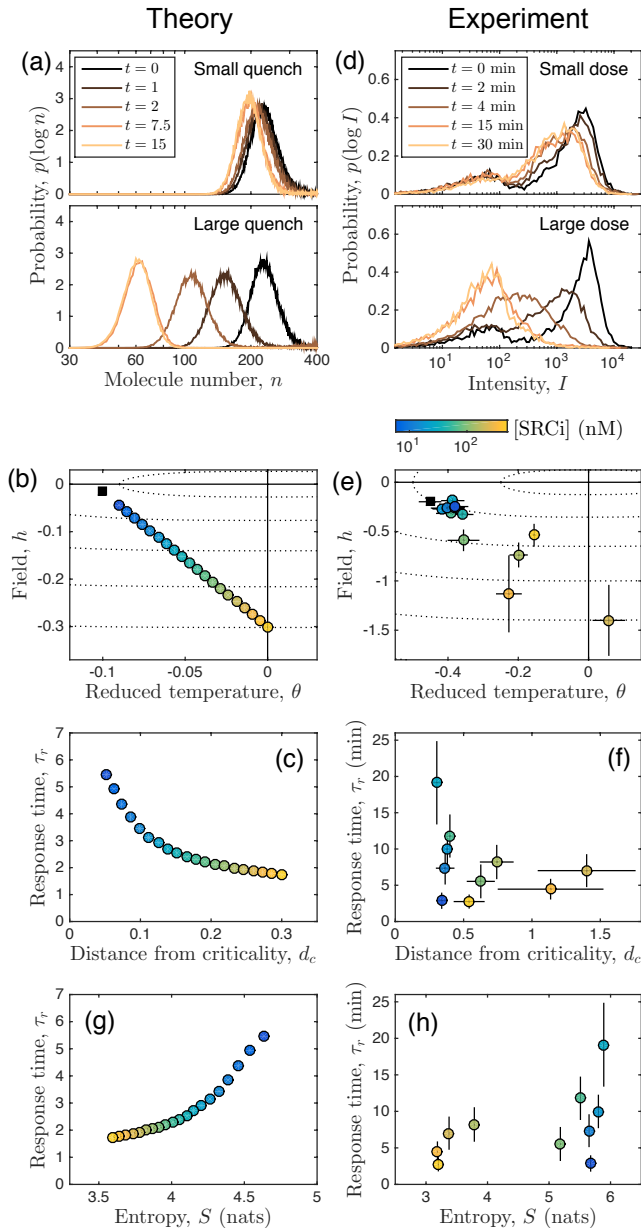 Theory
Experiment
(a)
t = 0
t = 1
t = 2
t = 7.5
t = 15
Small quench
4
3
2
1
0
Large quench
4
3
2
1
0
Probability, p(log n)
30 60 100 200 400
Molecule number, n
(d)
t = 0 min
t = 2 min
t = 4 min
t = 15 min
t = 30 min
Small dose
0.6
0.4
0.2
0
Large dose
0.6
0.4
0.2
0
Probability, p(log I)
10^1 10^2 10^3 10^4
Intensity, I
10^1 10^2 [SRCi] (nM)
(b)
0
-0.1
-0.2
-0.3
Field, h
-0.1 -0.05 0
Reduced temperature, θ
(e)
0
-0.5
-1
-1.5
Field, h
-0.4 -0.2 0
Reduced temperature, θ
(c)
7
6
5
4
3
2
1
Response time, τr
0 0.1 0.2 0.3
Distance from criticality, dc
(f)
25
20
15
10
5
0
Response time, τr (min)
0 0.5 1 1.5
Distance from criticality, dc
(g)
7
6
5
4
3
2
1
Response time, τr
3.5 4 4.5 5
Entropy, S (nats)
(h)
25
20
15
10
5
0
Response time, τr (min)
3 4 5 6
Entropy, S (nats)